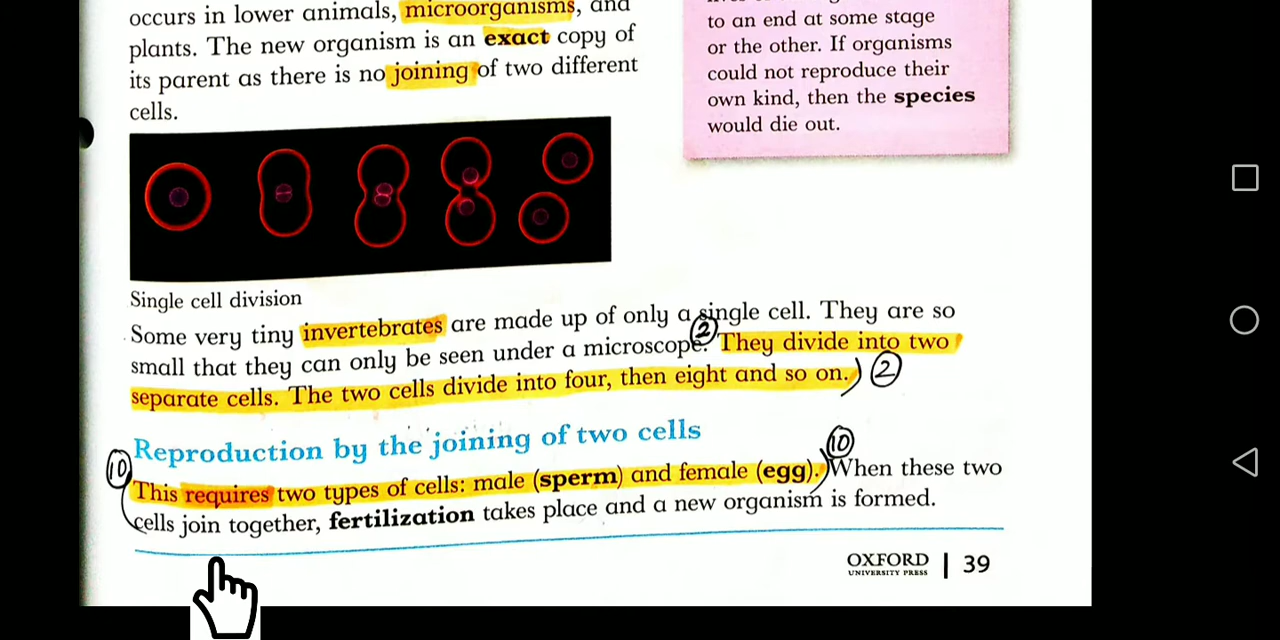 occurs in lower animals, microorganisms, and
plants. The new organism is an exact copy of
its parent as there is no joining of two different
cells.
to an end at some stage
or the other. If organisms
could not reproduce their
own kind, then the species
would die out.
Single cell division
Some very tiny invertebrates are made up of only a single cell. They are so
small that they can only be seen under a microscope. They divide into two
separate cells. The two cells divide into four, then eight and so on.
2
2
Reproduction by the joining of two cells
10
10
This requires two types of cells: male (sperm) and female (egg). When these two
cells join together, fertilization takes place and a new organism is formed.
OXFORD
UNIVERSITY PRESS
39